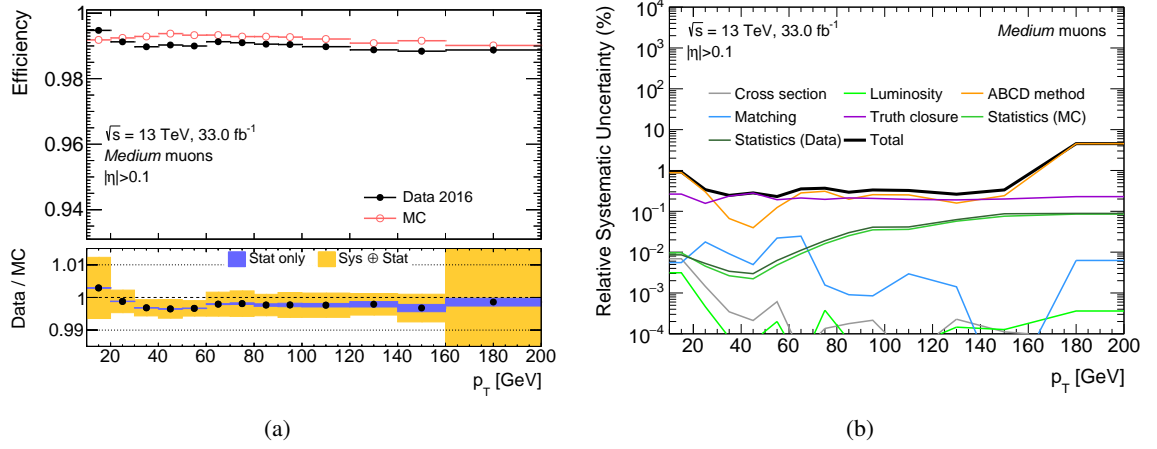 1
0.98
0.96
0.94
Efficiency
√s = 13 TeV, 33.0 fb⁻¹
Medium muons
|η|>0.1
Data 2016
MC
Stat only
Sys ⊕ Stat
1.01
1
0.99
Data / MC
20 40 60 80 100 120 140 160 180 200
p_T [GeV]
(a)
10⁴
10³
10²
10
1
10⁻¹
10⁻²
10⁻³
10⁻⁴
Relative Systematic Uncertainty (%)
√s = 13 TeV, 33.0 fb⁻¹
|η|>0.1
Medium muons
Cross section
Luminosity
ABCD method
Matching
Truth closure
Statistics (MC)
Statistics (Data)
Total
20 40 60 80 100 120 140 160 180 200
p_T [GeV]
(b)